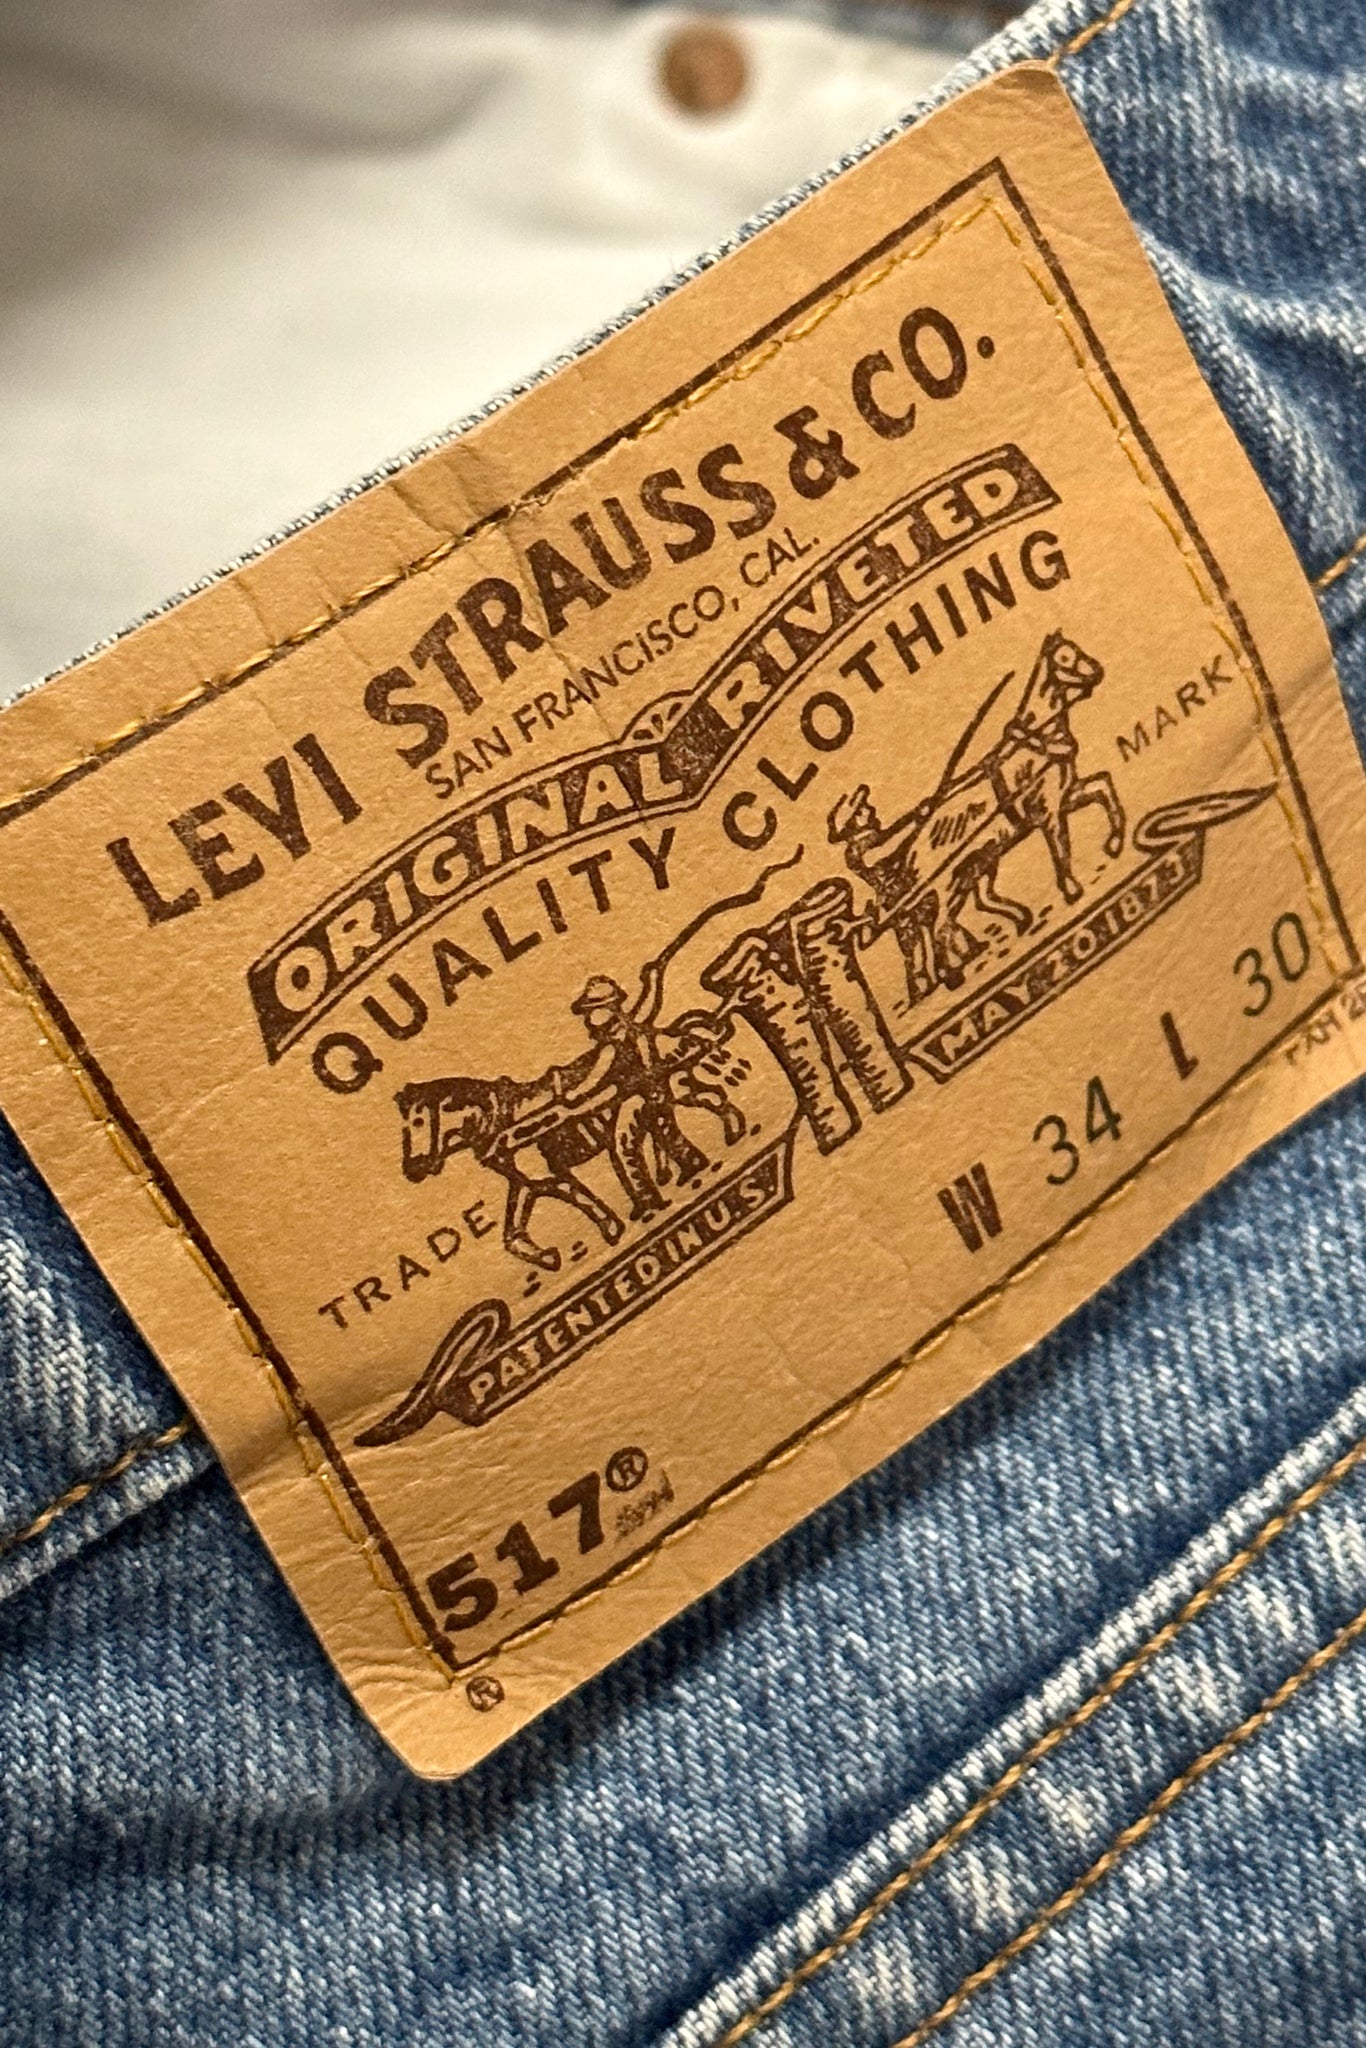 LEVI STRAUSS & CO.
SAN FRANCISCO, CAL.
ORIGINAL RIVETED
QUALITY CLOTHING
TRADE MARK
PATENTED IN U.S. MAY 20 1873
W 34 L 30
517®
®